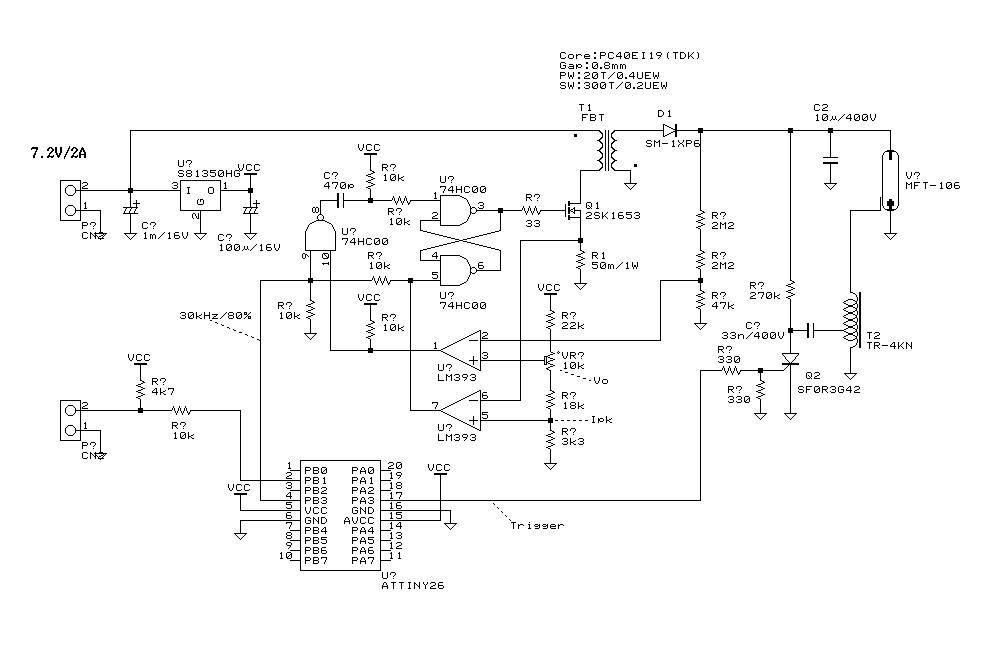 Core:PC40EI19(TDK)
Gap:0.8mm
PW:20T/0.4UEW
SW:300T/0.2UEW
T1
FBT
D1
SM-1XP6
C2
10μ/400V
7.2V/2A
2
1
P?
CN2
C?
1m/16V
U?
S81350HG
3
I
O
G
1
2
VCC
C?
100μ/16V
VCC
R?
10k
C?
470p
8
U?
74HC00
9
10
R?
10k
U?
74HC00
1
2
3
4
5
6
U?
74HC00
R?
33
Q1
2SK1653
R1
50m/1W
R?
2M2
R?
2M2
R?
47k
V?
MFT-106
R?
270k
C?
33n/400V
T2
TR-4KN
R?
330
R?
330
Q2
SF0R3G42
R?
10k
R?
10k
VCC
R?
10k
30kHz/80%
VCC
R?
22k
VR?
10k
Vo
R?
18k
Ipk
R?
3k3
1
2
3
U?
LM393
7
6
5
U?
LM393
VCC
R?
4k7
2
1
P?
CN2
R?
10k
VCC
VCC
1 PB0 PA0 20
2 PB1 PA1 19
3 PB2 PA2 18
4 PB3 PA3 17
5 VCC GND 16
6 GND AVCC 15
7 PB4 PA4 14
8 PB5 PA5 13
9 PB6 PA6 12
10 PB7 PA7 11
Trigger
U?
ATTINY26